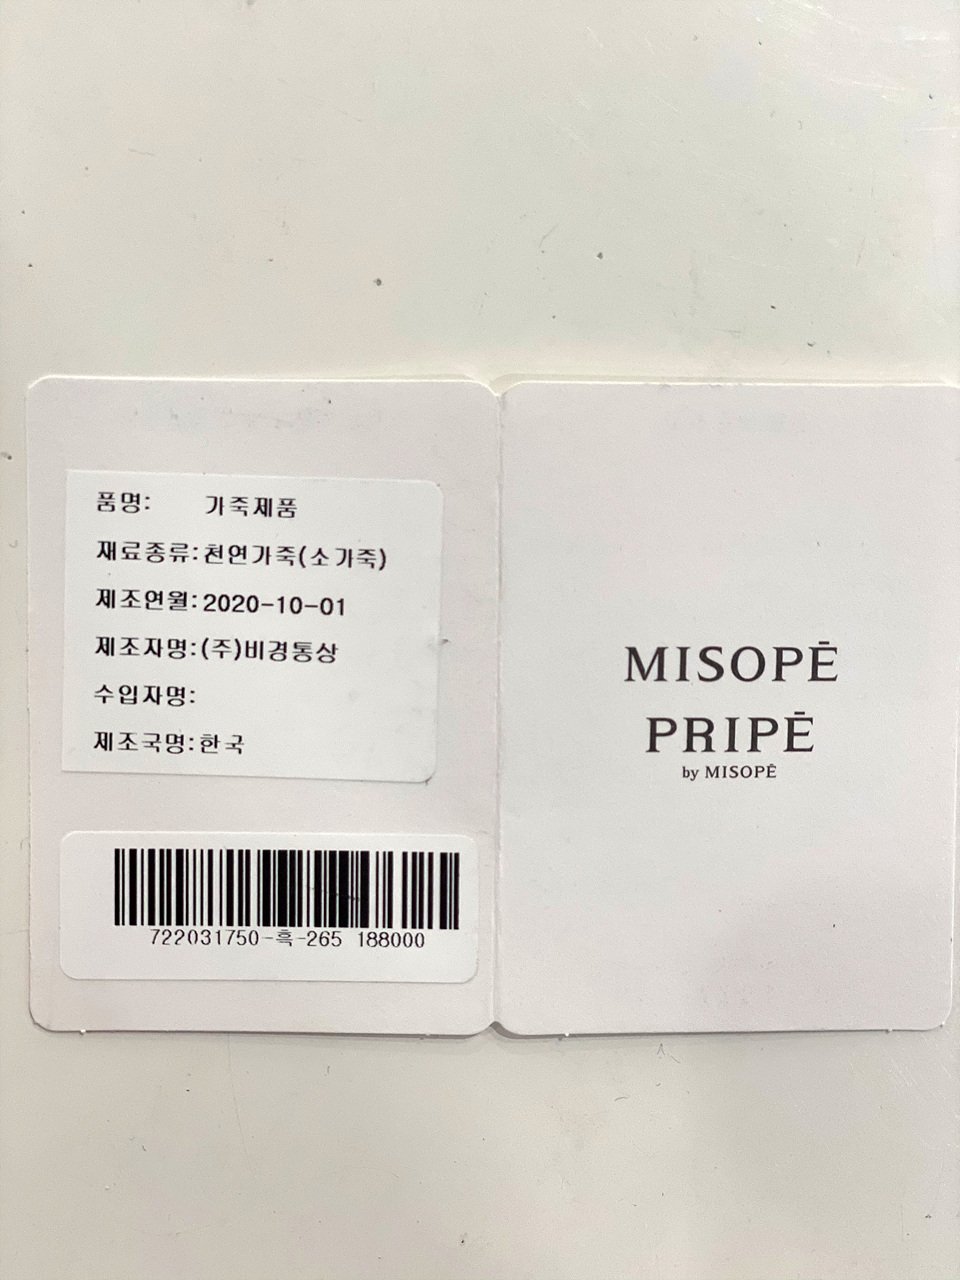 품명: 가죽제품
재료종류:천연가죽(소가죽)
제조연월:2020-10-01
제조자명:(주)비경통상
수입자명:
제조국명:한국
722031750-흑-265 188000
MISOPĒ
PRIPĒ
by MISOPĒ